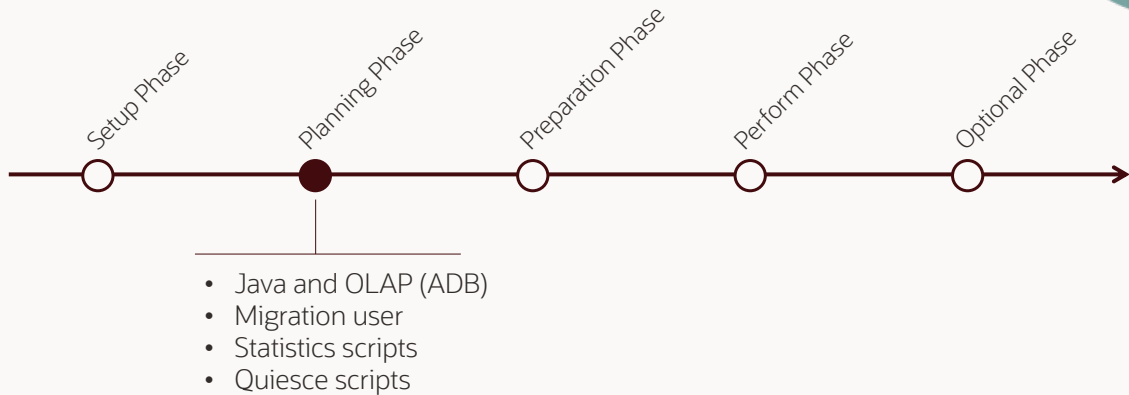 Setup Phase
Planning Phase
Preparation Phase
Perform Phase
Optional Phase
• Java and OLAP (ADB)
• Migration user
• Statistics scripts
• Quiesce scripts